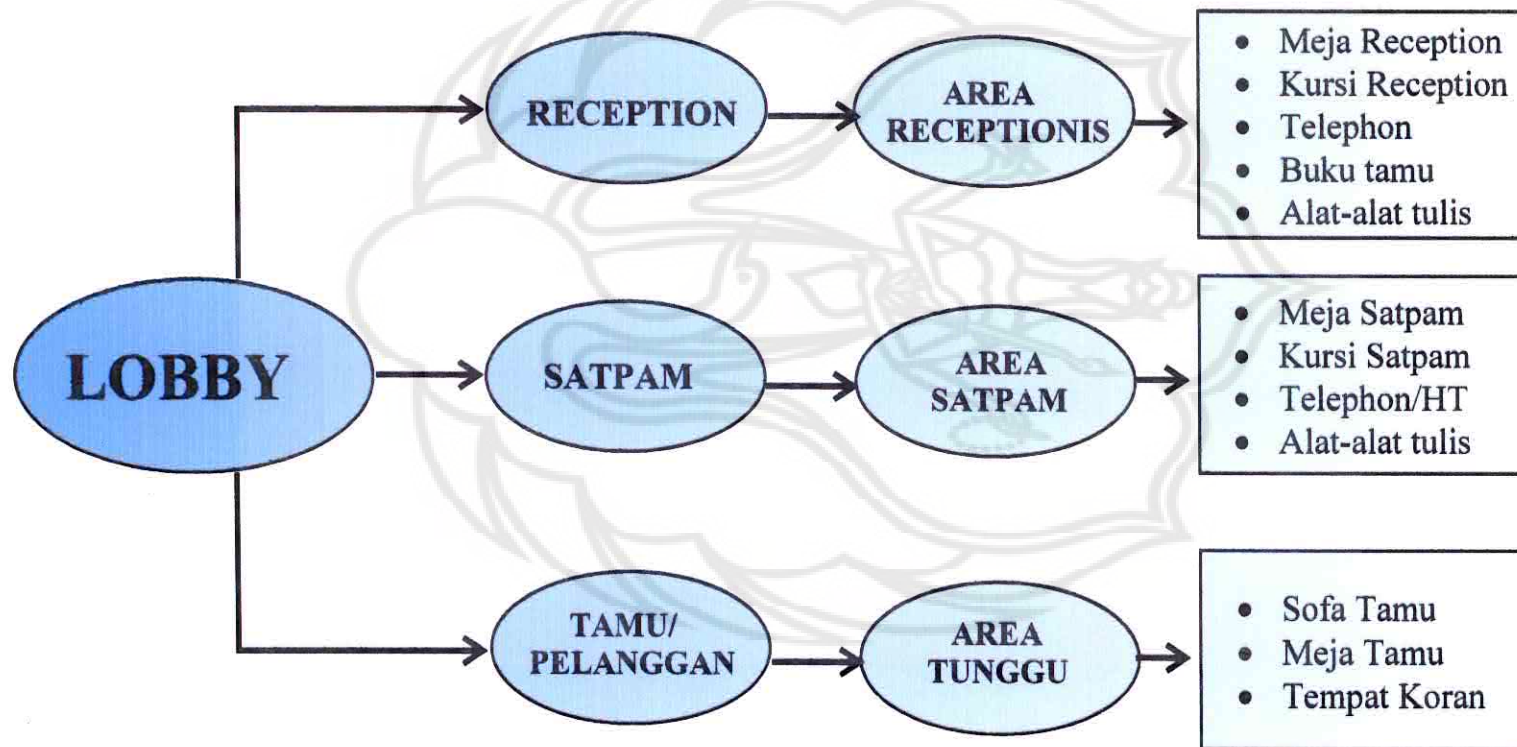 LOBBY
RECEPTION
AREA
RECEPTIONIS
• Meja Reception
• Kursi Reception
• Telephon
• Buku tamu
• Alat-alat tulis
SATPAM
AREA
SATPAM
• Meja Satpam
• Kursi Satpam
• Telephon/HT
• Alat-alat tulis
TAMU/
PELANGGAN
AREA
TUNGGU
• Sofa Tamu
• Meja Tamu
• Tempat Koran